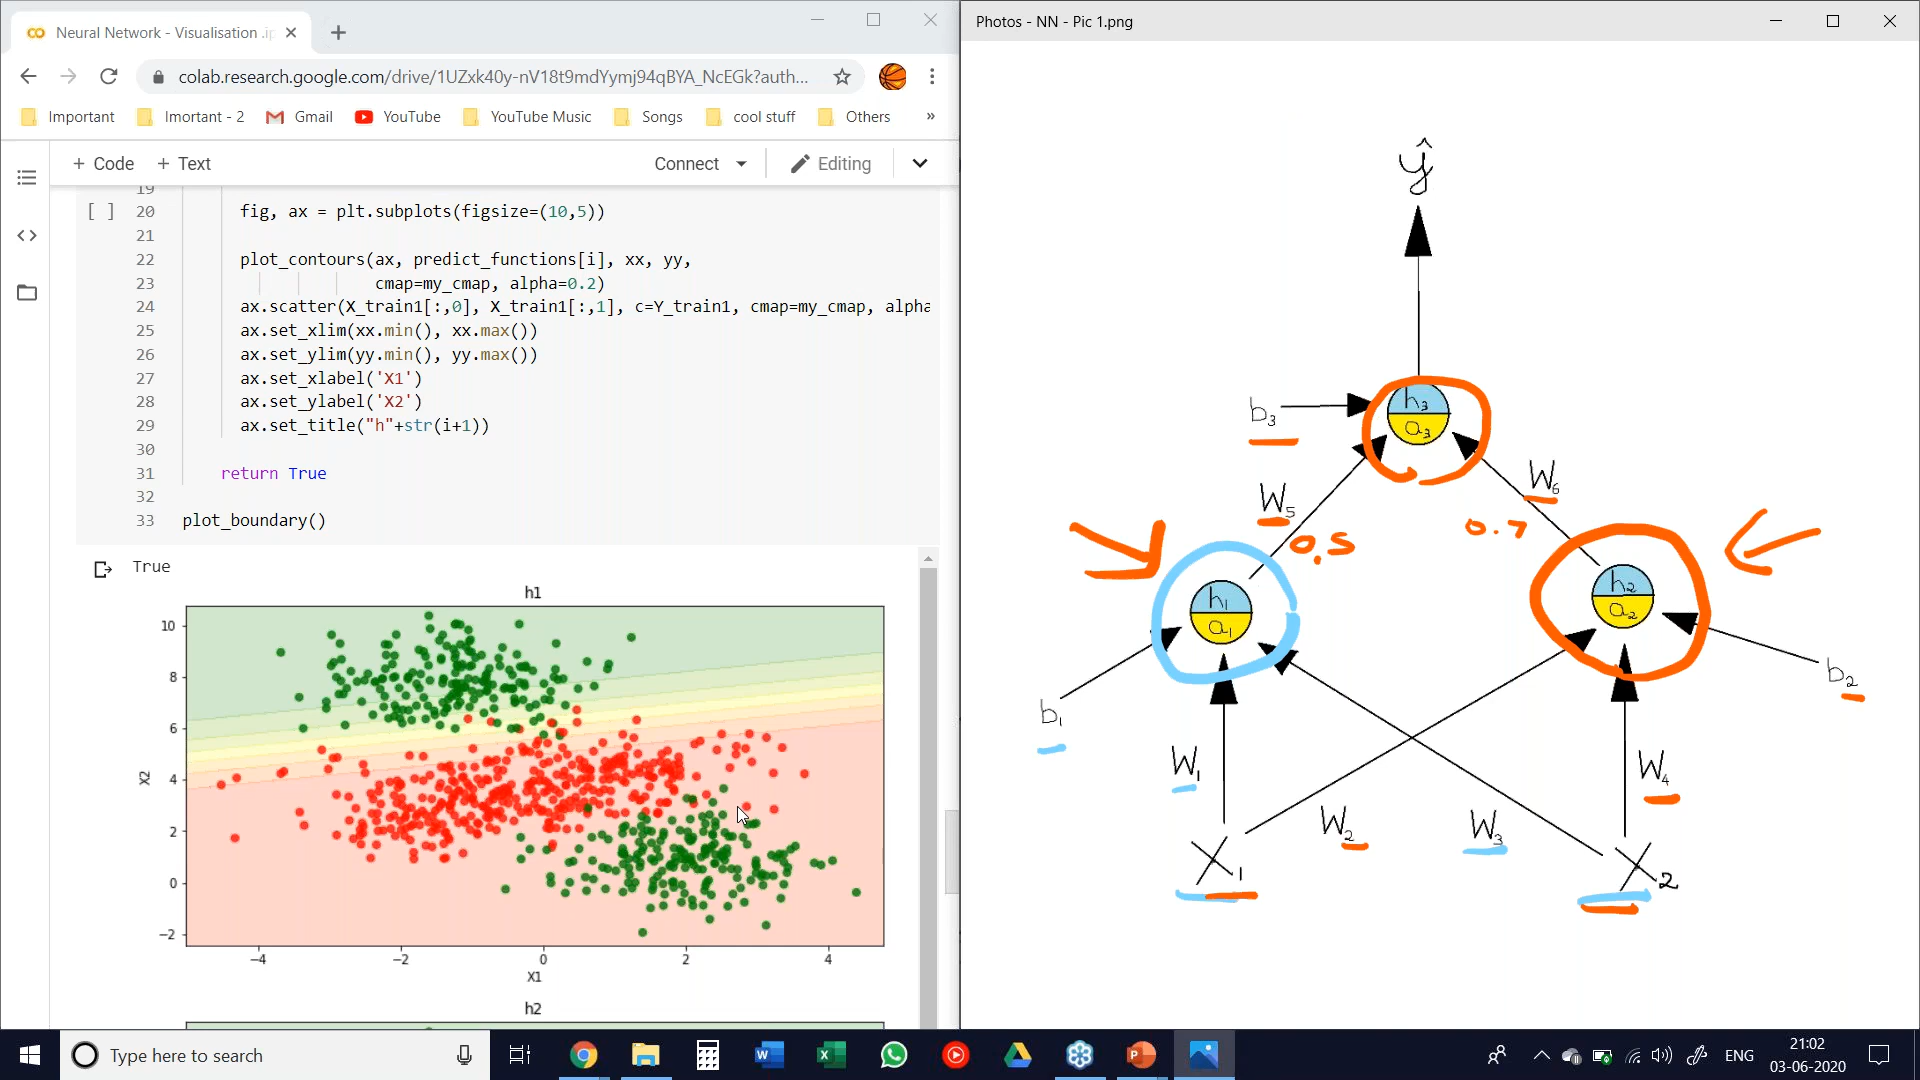 Neural Network - Visualisation .ip
colab.research.google.com/drive/1UZxk40y-nV18t9mdYymj94qBYA_NcEGk?auth...
Important
Imortant - 2
Gmail
YouTube
YouTube Music
Songs
cool stuff
Others
»
+ Code + Text
Connect
Editing
19
[ ] 20 fig, ax = plt.subplots(figsize=(10,5))
21
22 plot_contours(ax, predict_functions[i], xx, yy,
23 cmap=my_cmap, alpha=0.2)
24 ax.scatter(X_train1[:,0], X_train1[:,1], c=Y_train1, cmap=my_cmap, alpha
25 ax.set_xlim(xx.min(), xx.max())
26 ax.set_ylim(yy.min(), yy.max())
27 ax.set_xlabel('X1')
28 ax.set_ylabel('X2')
29 ax.set_title("h"+str(i+1))
30
31 return True
32
33 plot_boundary()
True
h1
10
8
6
4
2
0
−2
X2
−4 −2 0 2 4
X1
h2
Photos - NN - Pic 1.png
ŷ
b3
h3
a3
W5
W6
0.5
0.7
h1
a1
h2
a2
b1
b2
W1
W4
W2
W3
X1
X2
Type here to search
ENG
21:02
03-06-2020